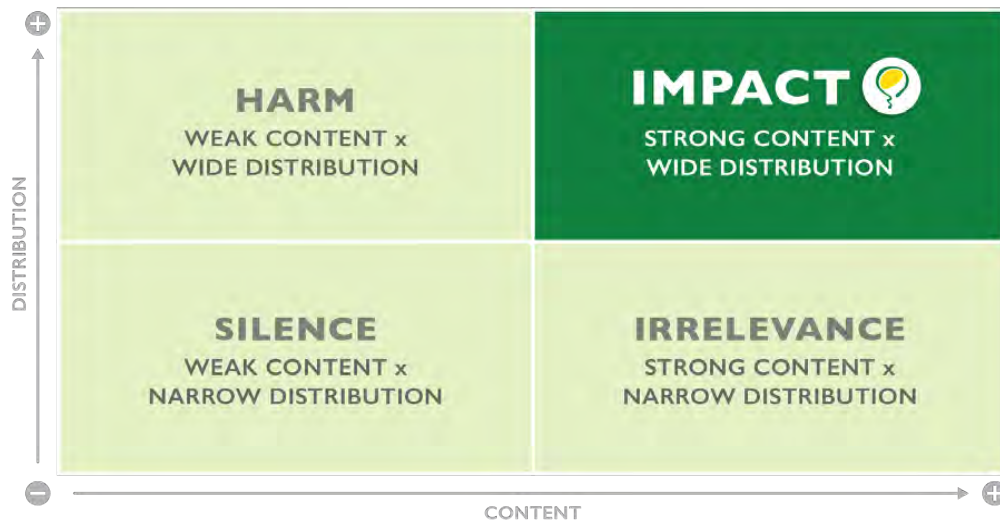 HARM
WEAK CONTENT x
WIDE DISTRIBUTION
IMPACT
STRONG CONTENT x
WIDE DISTRIBUTION
DISTRIBUTION
SILENCE
WEAK CONTENT x
NARROW DISTRIBUTION
IRRELEVANCE
STRONG CONTENT x
NARROW DISTRIBUTION
CONTENT